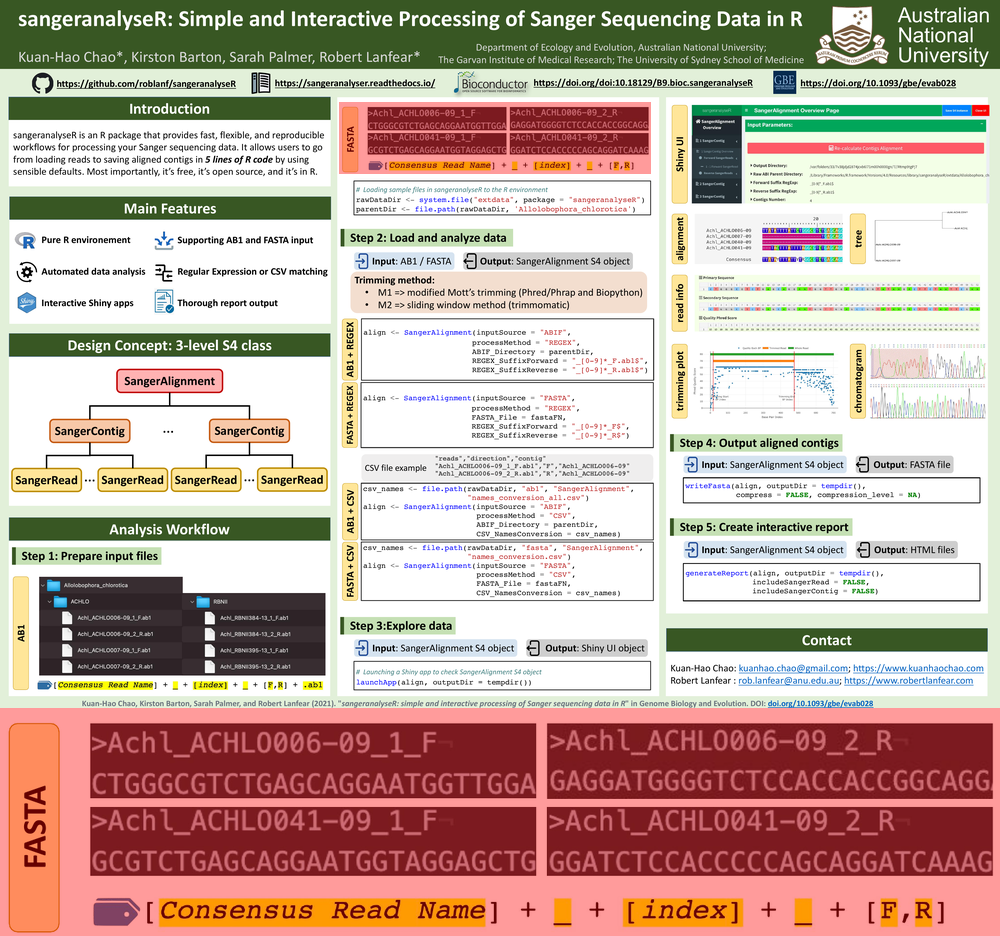 sangeranalyseR: Simple and Interactive Processing of Sanger Sequencing Data in R
Kuan-Hao Chao*, Kirston Barton, Sarah Palmer, Robert Lanfear*
Department of Ecology and Evolution, Australian National University;
The Garvan Institute of Medical Research; The University of Sydney School of Medicine
Australian
National
University
https://github.com/roblanf/sangeranalyseR
https://sangeranalyser.readthedocs.io/
Bioconductor
https://doi.org/doi:10.18129/B9.bioc.sangeranalyseR
GBE
https://doi.org/10.1093/gbe/evab028
Introduction
sangeranalyseR is an R package that provides fast, flexible, and reproducible
workflows for processing your Sanger sequencing data. It allows users to go
from loading reads to saving aligned contigs in 5 lines of R code by using
sensible defaults. Most importantly, it’s free, it’s open source, and it’s in R.
Main Features
Pure R environement
Supporting AB1 and FASTA input
Automated data analysis
Regular Expression or CSV matching
Interactive Shiny apps
Thorough report output
Design Concept: 3-level S4 class
SangerAlignment
SangerContig
...
SangerContig
SangerRead
...
SangerRead
SangerRead
...
SangerRead
Analysis Workflow
Step 1: Prepare input files
AB1
Allolobophora_chlorotica
ACHLO
RBNII
Achl_ACHLO006-09_1_F.ab1
Achl_RBNII384-13_1_F.ab1
Achl_ACHLO006-09_2_R.ab1
Achl_RBNII384-13_2_R.ab1
Achl_ACHLO007-09_1_F.ab1
Achl_RBNII395-13_1_F.ab1
Achl_ACHLO007-09_2_R.ab1
Achl_RBNII395-13_2_R.ab1
[Consensus Read Name] + _ + [index] + _ + [F,R] + .ab1
FASTA
>Achl_ACHLO006-09_1_F
>Achl_ACHLO006-09_2_R
CTGGGCGTCTGAGCAGGAATGGTTGGA
GAGGATGGGGTCTCCACCACCGGCAGG
>Achl_ACHLO041-09_1_F
>Achl_ACHLO041-09_2_R
GCGTCTGAGCAGGAATGGTAGGAGCTG
GGATCTCCACCCCCAGCAGGATCAAAG
[Consensus Read Name] + _ + [index] + _ + [F,R]
# Loading sample files in sangeranalyseR to the R environment
rawDataDir <- system.file("extdata", package = "sangeranalyseR")
parentDir <- file.path(rawDataDir, 'Allolobophora_chlorotica')
Step 2: Load and analyze data
Input: AB1 / FASTA
Output: SangerAlignment S4 object
Trimming method:
• M1 => modified Mott’s trimming (Phred/Phrap and Biopython)
• M2 => sliding window method (trimmomatic)
AB1 + REGEX
align <- SangerAlignment(inputSource = "ABIF",
processMethod = "REGEX",
ABIF_Directory = parentDir,
REGEX_SuffixForward = "_[0-9]*_F.ab1$",
REGEX_SuffixReverse = "_[0-9]*_R.ab1$")
FASTA + REGEX
align <- SangerAlignment(inputSource = "FASTA",
processMethod = "REGEX",
FASTA_File = fastaFN,
REGEX_SuffixForward = "_[0-9]*_F$",
REGEX_SuffixReverse = "_[0-9]*_R$")
CSV file example
"reads","direction","contig"
"Achl_ACHLO006-09_1_F.ab1","F","Achl_ACHLO006-09"
"Achl_ACHLO006-09_2_R.ab1","R","Achl_ACHLO006-09"
AB1 + CSV
csv_names <- file.path(rawDataDir, "ab1", "SangerAlignment",
"names_conversion_all.csv")
align <- SangerAlignment(inputSource = "ABIF",
processMethod = "CSV",
ABIF_Directory = parentDir,
CSV_NamesConversion = csv_names)
FASTA + CSV
csv_names <- file.path(rawDataDir, "fasta", "SangerAlignment",
"names_conversion.csv")
align <- SangerAlignment(inputSource = "FASTA",
processMethod = "CSV",
FASTA_File = fastaFN,
CSV_NamesConversion = csv_names)
Step 3:Explore data
Input: SangerAlignment S4 object
Output: Shiny UI object
# Launching a Shiny app to check SangerAlignment S4 object
launchApp(align, outputDir = tempdir())
Shiny UI
SangerAlignment Overview Page
SangerAlignment
Overview
Input Parameters:
Re-calculate Contigs Alignment
Output Directory:
Raw ABI Parent Directory:
Forward Suffix RegExp:
Reverse Suffix RegExp:
Contigs Number:
alignment
20
Achl_ACHLO006-09
Achl_ACHLO007-09
Achl_ACHLO040-09
Achl_ACHLO041-09
Consensus
tree
read info
Primary Sequence
Secondary Sequence
Quality Phred Score
trimming plot
chromatogram
Step 4: Output aligned contigs
Input: SangerAlignment S4 object
Output: FASTA file
writeFasta(align, outputDir = tempdir(),
compress = FALSE, compression_level = NA)
Step 5: Create interactive report
Input: SangerAlignment S4 object
Output: HTML files
generateReport(align, outputDir = tempdir(),
includeSangerRead = FALSE,
includeSangerContig = FALSE)
Contact
Kuan-Hao Chao: kuanhao.chao@gmail.com; https://www.kuanhaochao.com
Robert Lanfear : rob.lanfear@anu.edu.au; https://www.robertlanfear.com
Kuan-Hao Chao, Kirston Barton, Sarah Palmer, and Robert Lanfear (2021). "sangeranalyseR: simple and interactive processing of Sanger sequencing data in R" in Genome Biology and Evolution. DOI: doi.org/10.1093/gbe/evab028
FASTA
>Achl_ACHLO006-09_1_F¬
>Achl_ACHLO006-09_2_R¬
CTGGGCGTCTGAGCAGGAATGGTTGGA
GAGGATGGGGTCTCCACCACCGGCAGG
>Achl_ACHLO041-09_1_F¬
>Achl_ACHLO041-09_2_R¬
GCGTCTGAGCAGGAATGGTAGGAGCTG
GGATCTCCACCCCCAGCAGGATCAAAG
[Consensus Read Name] + _ + [index] + _ + [F,R]